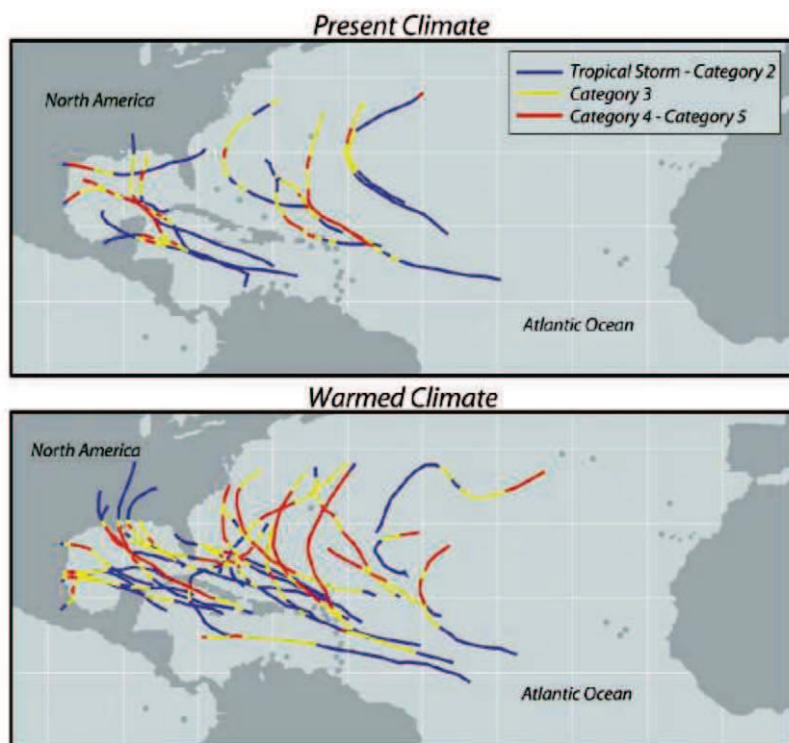 Present Climate
North America
Tropical Storm - Category 2
Category 3
Category 4 - Category 5
Atlantic Ocean
Warmed Climate
North America
Atlantic Ocean